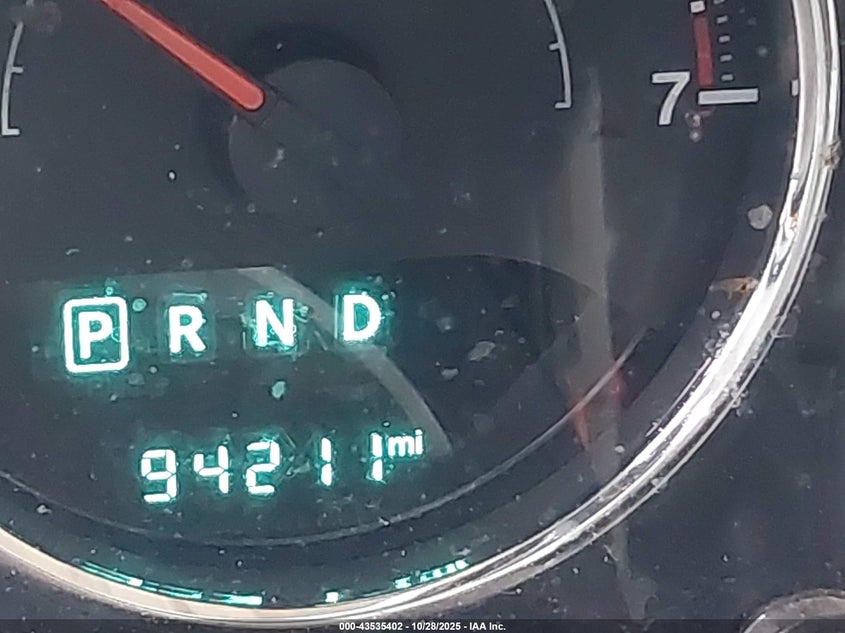 7
P R N D
94211 mi
000-43535402 - 10/28/2025 - IAA Inc.